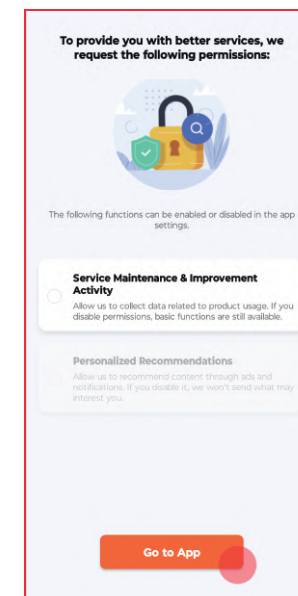 To provide you with better services, we
request the following permissions:
The following functions can be enabled or disabled in the app
settings.
Service Maintenance & Improvement
Activity
Allow us to collect data related to product usage. If you
disable permissions, basic functions are still available.
Personalized Recommendations
Allow us to recommend content through ads and
notifications. If you disable it, we won't send what may
interest you.
Go to App